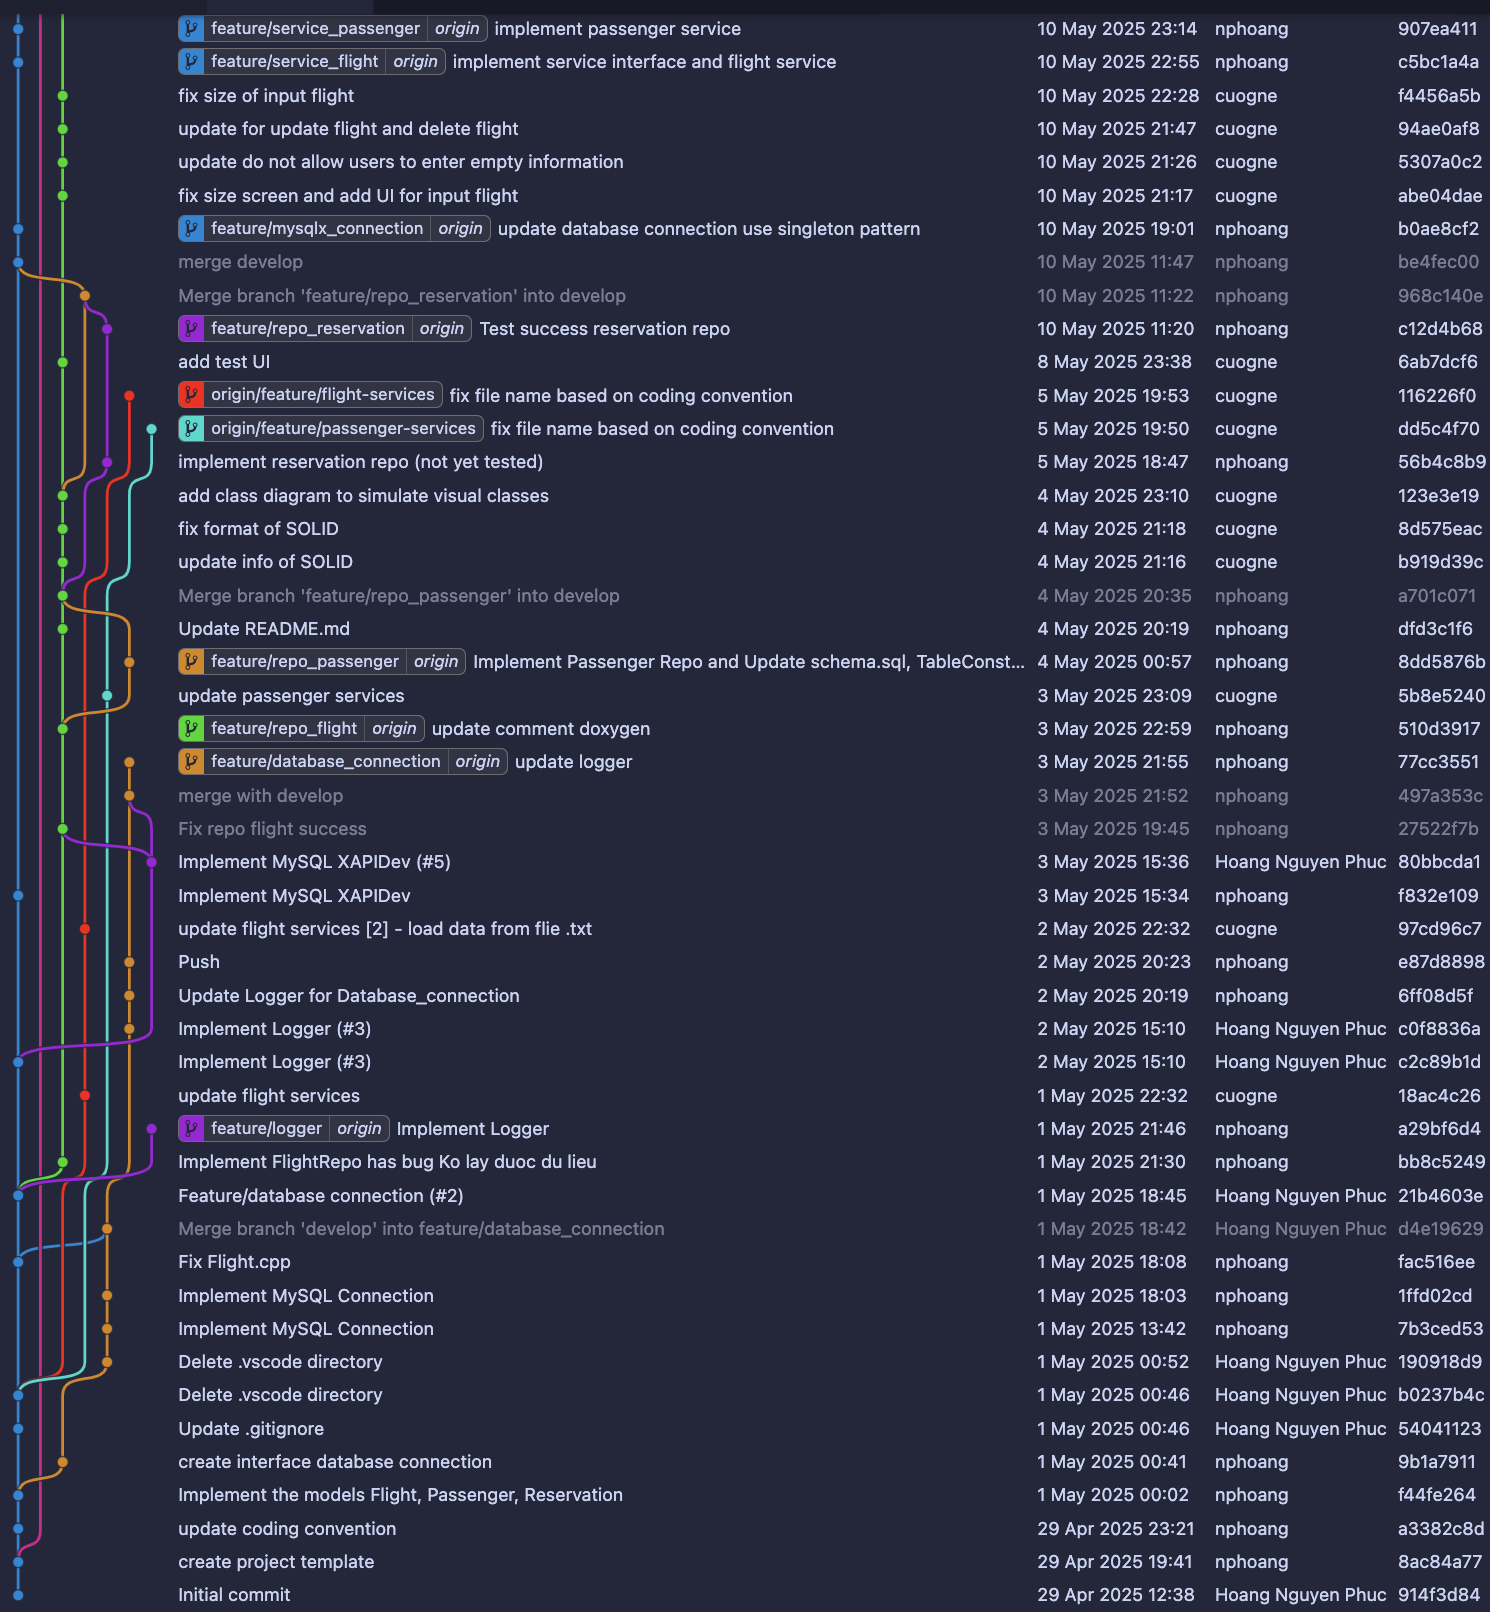 feature/service_passenger origin implement passenger service 10 May 2025 23:14 nphoang 907ea411
feature/service_flight origin implement service interface and flight service 10 May 2025 22:55 nphoang c5bc1a4a
fix size of input flight 10 May 2025 22:28 cuogne f4456a5b
update for update flight and delete flight 10 May 2025 21:47 cuogne 94ae0af8
update do not allow users to enter empty information 10 May 2025 21:26 cuogne 5307a0c2
fix size screen and add UI for input flight 10 May 2025 21:17 cuogne abe04dae
feature/mysqlx_connection origin update database connection use singleton pattern 10 May 2025 19:01 nphoang b0ae8cf2
merge develop 10 May 2025 11:47 nphoang be4fec00
Merge branch 'feature/repo_reservation' into develop 10 May 2025 11:22 nphoang 968c140e
feature/repo_reservation origin Test success reservation repo 10 May 2025 11:20 nphoang c12d4b68
add test UI 8 May 2025 23:38 cuogne 6ab7dcf6
origin/feature/flight-services fix file name based on coding convention 5 May 2025 19:53 cuogne 116226f0
origin/feature/passenger-services fix file name based on coding convention 5 May 2025 19:50 cuogne dd5c4f70
implement reservation repo (not yet tested) 5 May 2025 18:47 nphoang 56b4c8b9
add class diagram to simulate visual classes 4 May 2025 23:10 cuogne 123e3e19
fix format of SOLID 4 May 2025 21:18 cuogne 8d575eac
update info of SOLID 4 May 2025 21:16 cuogne b919d39c
Merge branch 'feature/repo_passenger' into develop 4 May 2025 20:35 nphoang a701c071
Update README.md 4 May 2025 20:19 nphoang dfd3c1f6
feature/repo_passenger origin Implement Passenger Repo and Update schema.sql, TableConst... 4 May 2025 00:57 nphoang 8dd5876b
update passenger services 3 May 2025 23:09 cuogne 5b8e5240
feature/repo_flight origin update comment doxygen 3 May 2025 22:59 nphoang 510d3917
feature/database_connection origin update logger 3 May 2025 21:55 nphoang 77cc3551
merge with develop 3 May 2025 21:52 nphoang 497a353c
Fix repo flight success 3 May 2025 19:45 nphoang 27522f7b
Implement MySQL XAPIDev (#5) 3 May 2025 15:36 Hoang Nguyen Phuc 80bbcda1
Implement MySQL XAPIDev 3 May 2025 15:34 nphoang f832e109
update flight services [2] - load data from flie .txt 2 May 2025 22:32 cuogne 97cd96c7
Push 2 May 2025 20:23 nphoang e87d8898
Update Logger for Database_connection 2 May 2025 20:19 nphoang 6ff08d5f
Implement Logger (#3) 2 May 2025 15:10 Hoang Nguyen Phuc c0f8836a
Implement Logger (#3) 2 May 2025 15:10 Hoang Nguyen Phuc c2c89b1d
update flight services 1 May 2025 22:32 cuogne 18ac4c26
feature/logger origin Implement Logger 1 May 2025 21:46 nphoang a29bf6d4
Implement FlightRepo has bug Ko lay duoc du lieu 1 May 2025 21:30 nphoang bb8c5249
Feature/database connection (#2) 1 May 2025 18:45 Hoang Nguyen Phuc 21b4603e
Merge branch 'develop' into feature/database_connection 1 May 2025 18:42 Hoang Nguyen Phuc d4e19629
Fix Flight.cpp 1 May 2025 18:08 nphoang fac516ee
Implement MySQL Connection 1 May 2025 18:03 nphoang 1ffd02cd
Implement MySQL Connection 1 May 2025 13:42 nphoang 7b3ced53
Delete .vscode directory 1 May 2025 00:52 Hoang Nguyen Phuc 190918d9
Delete .vscode directory 1 May 2025 00:46 Hoang Nguyen Phuc b0237b4c
Update .gitignore 1 May 2025 00:46 Hoang Nguyen Phuc 54041123
create interface database connection 1 May 2025 00:41 nphoang 9b1a7911
Implement the models Flight, Passenger, Reservation 1 May 2025 00:02 nphoang f44fe264
update coding convention 29 Apr 2025 23:21 nphoang a3382c8d
create project template 29 Apr 2025 19:41 nphoang 8ac84a77
Initial commit 29 Apr 2025 12:38 Hoang Nguyen Phuc 914f3d84